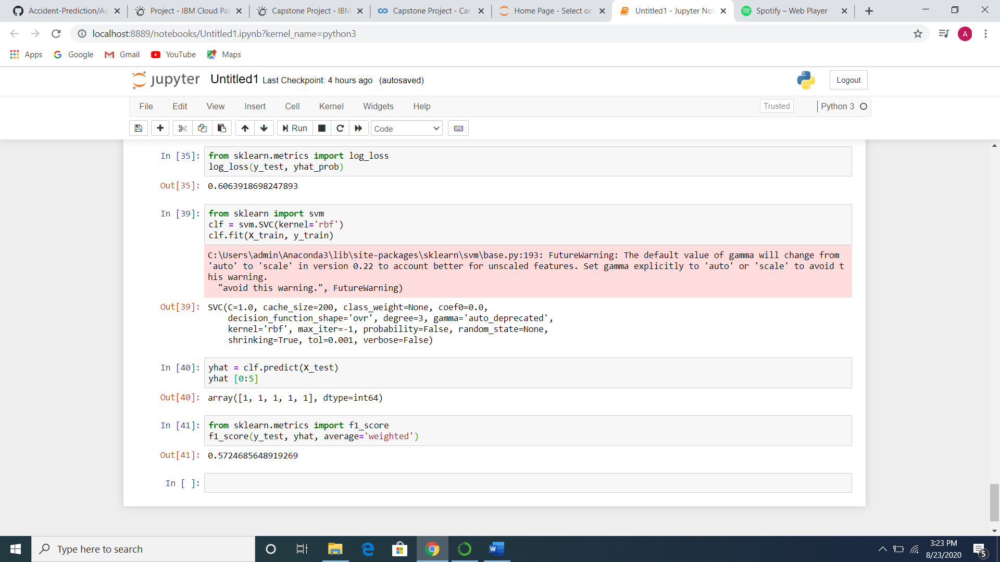 Accident-Prediction/Ac
Project - IBM Cloud Pak
Capstone Project - IBM
Capstone Project - Car
Home Page - Select or
Untitled1 - Jupyter Not
Spotify – Web Player
localhost:8889/notebooks/Untitled1.ipynb?kernel_name=python3
A
Apps
Google
Gmail
YouTube
Maps
jupyter
Untitled1 Last Checkpoint: 4 hours ago (autosaved)
Logout
File Edit View Insert Cell Kernel Widgets Help
Trusted
Python 3
Run
Code
In [35]: from sklearn.metrics import log_loss
log_loss(y_test, yhat_prob)
Out[35]: 0.6063918698247893
In [39]: from sklearn import svm
clf = svm.SVC(kernel='rbf')
clf.fit(X_train, y_train)
C:\Users\admin\Anaconda3\lib\site-packages\sklearn\svm\base.py:193: FutureWarning: The default value of gamma will change from
'auto' to 'scale' in version 0.22 to account better for unscaled features. Set gamma explicitly to 'auto' or 'scale' to avoid t
his warning.
"avoid this warning.", FutureWarning)
Out[39]: SVC(C=1.0, cache_size=200, class_weight=None, coef0=0.0,
decision_function_shape='ovr', degree=3, gamma='auto_deprecated',
kernel='rbf', max_iter=-1, probability=False, random_state=None,
shrinking=True, tol=0.001, verbose=False)
In [40]: yhat = clf.predict(X_test)
yhat [0:5]
Out[40]: array([1, 1, 1, 1, 1], dtype=int64)
In [41]: from sklearn.metrics import f1_score
f1_score(y_test, yhat, average='weighted')
Out[41]: 0.5724685648919269
In [ ]:
Type here to search
W
3:23 PM
8/23/2020
5